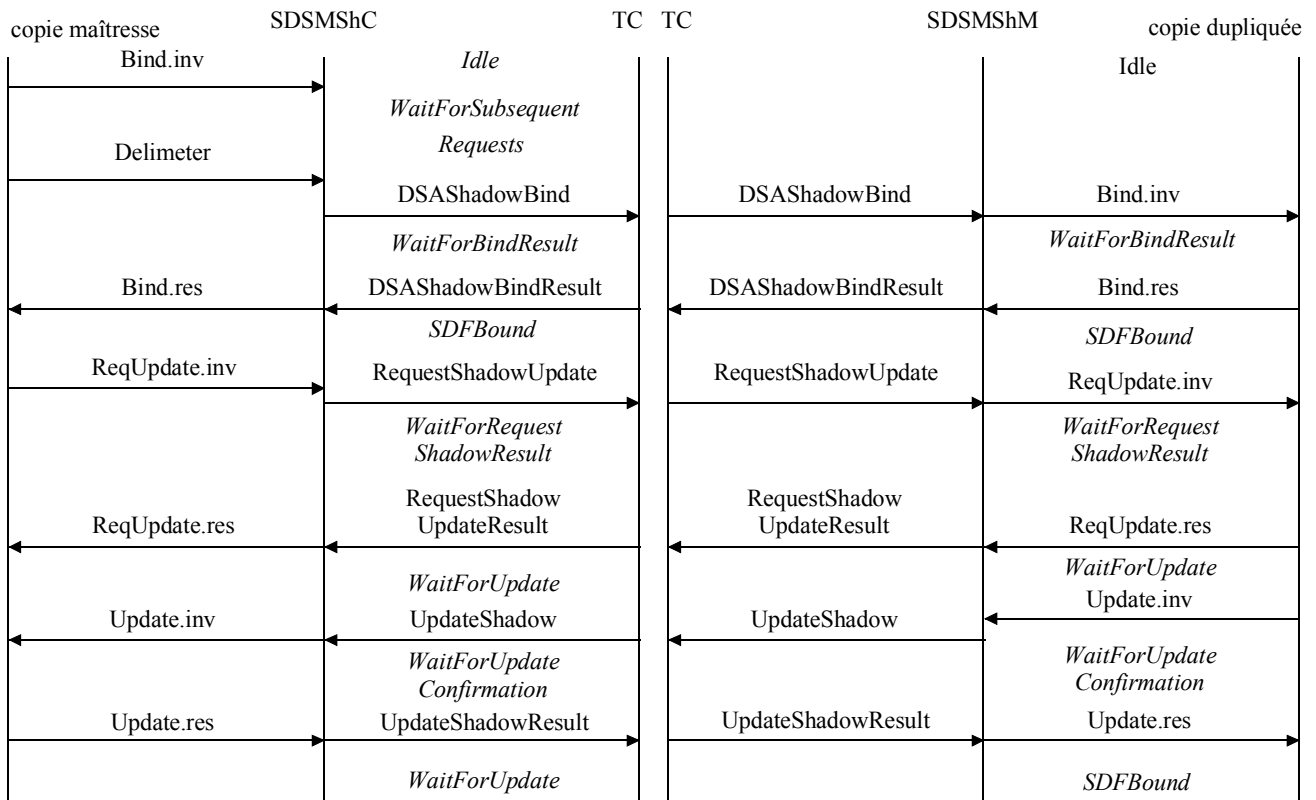 copie maîtresse SDSMShC TC TC SDSMShM copie dupliquée
Bind.inv Idle Idle
WaitForSubsequent
Requests
Delimeter
DSAShadowBind DSAShadowBind Bind.inv
WaitForBindResult WaitForBindResult
Bind.res DSAShadowBindResult DSAShadowBindResult Bind.res
SDFBound SDFBound
ReqUpdate.inv RequestShadowUpdate RequestShadowUpdate ReqUpdate.inv
WaitForRequest WaitForRequest
ShadowResult ShadowResult
RequestShadow RequestShadow
ReqUpdate.res UpdateResult UpdateResult ReqUpdate.res
WaitForUpdate WaitForUpdate
Update.inv UpdateShadow UpdateShadow Update.inv
WaitForUpdate WaitForUpdate
Confirmation Confirmation
Update.res UpdateShadowResult UpdateShadowResult Update.res
WaitForUpdate SDFBound